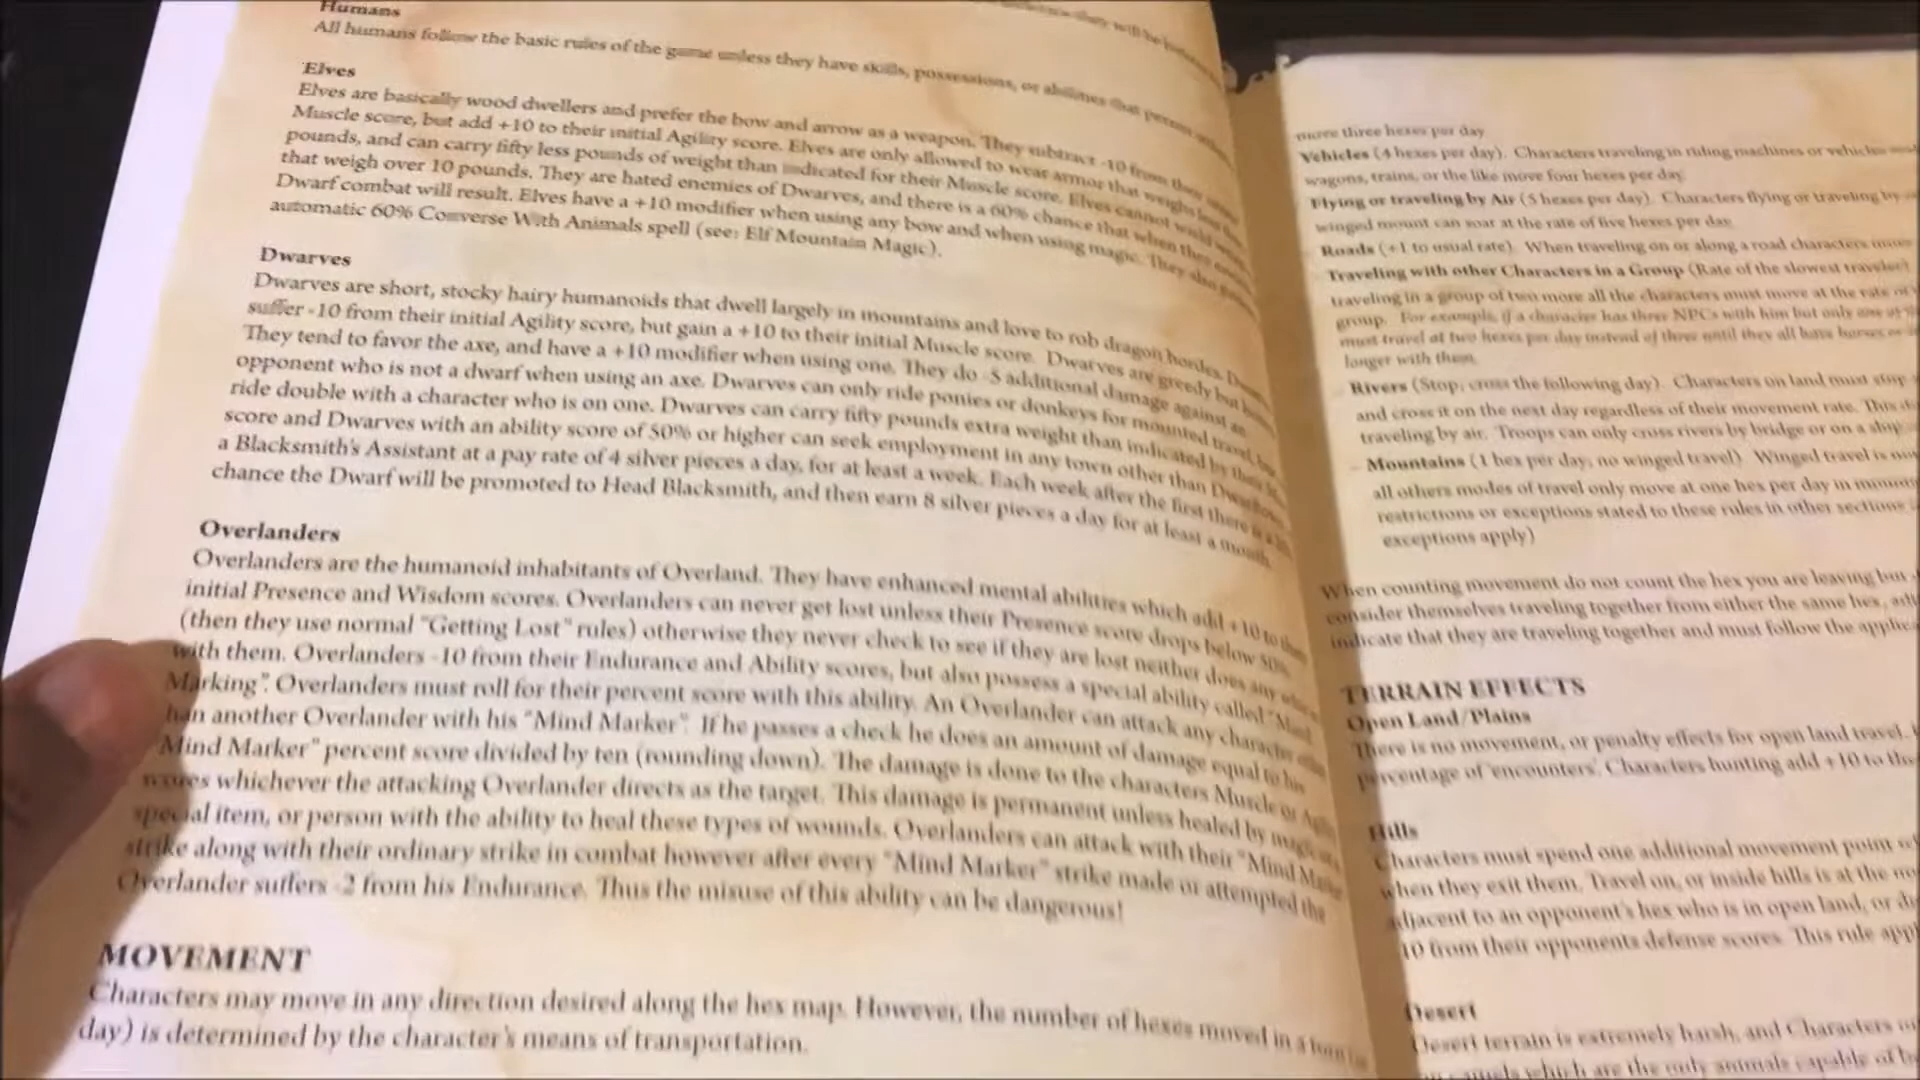 Humans
All humans follow the basic rules of the game unless they have skills, possessions, or abilities that permit
Elves
Elves are basically wood dwellers and prefer the bow and arrow as a weapon. They subtract -10 from their
Muscle score, but add +10 to their initial Agility score. Elves are only allowed to wear armor that weighs
pounds, and can carry fifty less pounds of weight than indicated for their Muscle score. Elves cannot
that weigh over 10 pounds. They are hated enemies of Dwarves, and there is a 60% chance that when they
Dwarf combat will result. Elves have a +10 modifier when using any bow and when using magic. They also
automatic 60% Converse With Animals spell (see: Elf Mountain Magic).
Dwarves
Dwarves are short, stocky hairy humanoids that dwell largely in mountains and love to rob dragon hordes.
suffer -10 from their initial Agility score, but gain a +10 to their initial Muscle score. Dwarves are greedy but
They tend to favor the axe, and have a +10 modifier when using one. They do -5 additional damage against an
opponent who is not a dwarf when using an axe. Dwarves can only ride ponies or donkeys for mounted travel,
ride double with a character who is on one. Dwarves can carry fifty pounds extra weight than indicated by their
score and Dwarves with an ability score of 50% or higher can seek employment in any town other than
a Blacksmith's Assistant at a pay rate of 4 silver pieces a day, for at least a week. Each week after the first there is a
chance the Dwarf will be promoted to Head Blacksmith, and then earn 8 silver pieces a day for at least a month.
Overlanders
Overlanders are the humanoid inhabitants of Overland. They have enhanced mental abilities which add +10 to their
initial Presence and Wisdom scores. Overlanders can never get lost unless their Presence score drops below 50%
(then they use normal "Getting Lost" rules) otherwise they never check to see if they are lost neither does any
with them. Overlanders -10 from their Endurance and Ability scores, but also possess a special ability called "Mind
Marking". Overlanders must roll for their percent score with this ability. An Overlander can attack any character other
han another Overlander with his "Mind Marker". If he passes a check he does an amount of damage equal to his
Mind Marker" percent score divided by ten (rounding down). The damage is done to the characters Muscle or
scores whichever the attacking Overlander directs as the target. This damage is permanent unless healed by magic
special item, or person with the ability to heal these types of wounds. Overlanders can attack with their "Mind
strike along with their ordinary strike in combat however after every "Mind Marker" strike made or attempted the
Overlander suffers -2 from his Endurance. Thus the misuse of this ability can be dangerous!
MOVEMENT
Characters may move in any direction desired along the hex map. However, the number of hexes moved in a turn
day) is determined by the character's means of transportation.
move three hexes per day
Vehicles (4 hexes per day). Characters traveling in riding machines or vehicles
wagons, trains, or the like move four hexes per day
Flying or traveling by Air (5 hexes per day). Characters flying or traveling by
winged mount can soar at the rate of five hexes per day
Roads (+1 to usual rate). When traveling on or along a road characters
Traveling with other Characters in a Group (Rate of the slowest traveler)
traveling in a group of two more all the characters must move at the rate of
group. For example, if a character has three NPCs with him but only one
must travel at two hexes per day instead of three until they all have horses
longer with them.
Rivers (Stop, cross the following day). Characters on land must stop
and cross it on the next day regardless of their movement rate. This
traveling by air. Troops can only cross rivers by bridge or on a ship
Mountains (1 hex per day, no winged travel). Winged travel is
all others modes of travel only move at one hex per day in
restrictions or exceptions stated to these rules in other sections
exceptions apply)
When counting movement do not count the hex you are leaving but
consider themselves traveling together from either the same hex,
indicate that they are traveling together and must follow the
TERRAIN EFFECTS
Open Land/Plains
There is no movement, or penalty effects for open land travel.
percentage of 'encounters'. Characters hunting add +10 to
Hills
Characters must spend one additional movement point
when they exit them. Travel on, or inside hills is at the
adjacent to an opponent's hex who is in open land, or
10 from their opponents defense scores. This rule
Desert
Desert terrain is extremely harsh, and Characters
camels which are the only animals capable of